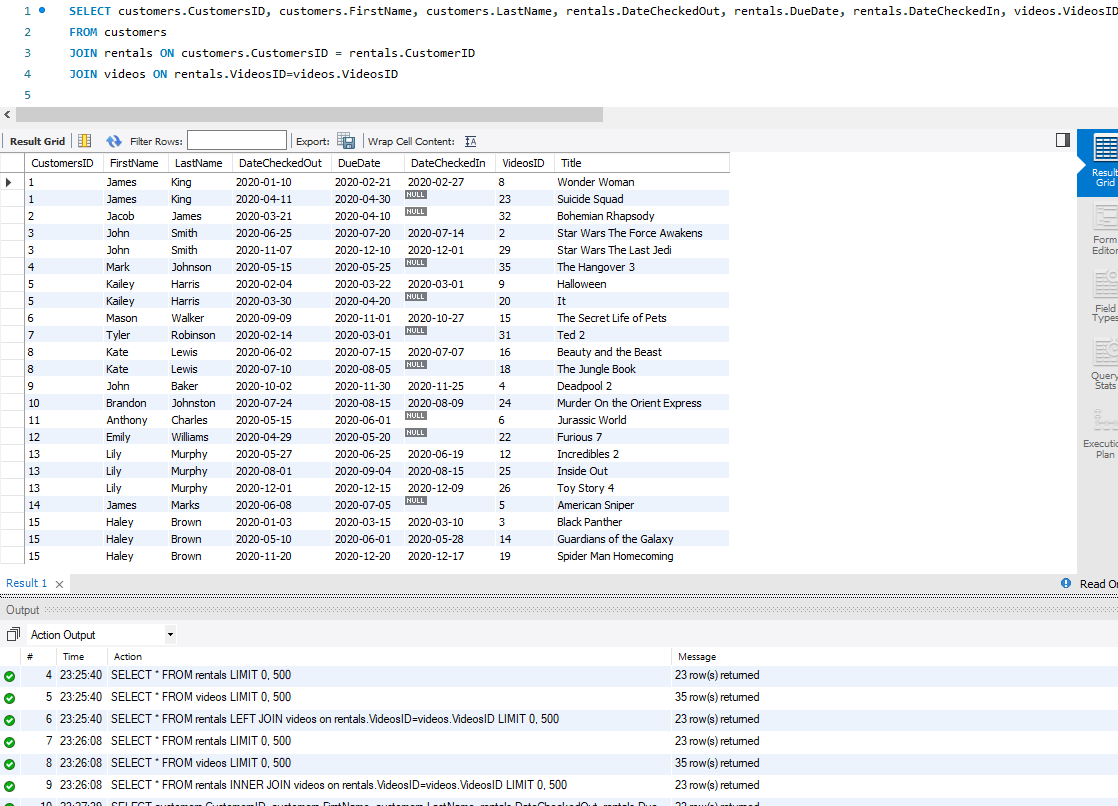 1 SELECT customers.CustomersID, customers.FirstName, customers.LastName, rentals.DateCheckedOut, rentals.DueDate, rentals.DateCheckedIn, videos.VideosID
2 FROM customers
3 JOIN rentals ON customers.CustomersID = rentals.CustomerID
4 JOIN videos ON rentals.VideosID=videos.VideosID
5
Result Grid Filter Rows: Export: Wrap Cell Content:
CustomersID FirstName LastName DateCheckedOut DueDate DateCheckedIn VideosID Title
1 James King 2020-01-10 2020-02-21 2020-02-27 8 Wonder Woman
1 James King 2020-04-11 2020-04-30 NULL 23 Suicide Squad
2 Jacob James 2020-03-21 2020-04-10 NULL 32 Bohemian Rhapsody
3 John Smith 2020-06-25 2020-07-20 2020-07-14 2 Star Wars The Force Awakens
3 John Smith 2020-11-07 2020-12-10 2020-12-01 29 Star Wars The Last Jedi
4 Mark Johnson 2020-05-15 2020-05-25 NULL 35 The Hangover 3
5 Kailey Harris 2020-02-04 2020-03-22 2020-03-01 9 Halloween
5 Kailey Harris 2020-03-30 2020-04-20 NULL 20 It
6 Mason Walker 2020-09-09 2020-11-01 2020-10-27 15 The Secret Life of Pets
7 Tyler Robinson 2020-02-14 2020-03-01 NULL 31 Ted 2
8 Kate Lewis 2020-06-02 2020-07-15 2020-07-07 16 Beauty and the Beast
8 Kate Lewis 2020-07-10 2020-08-05 NULL 18 The Jungle Book
9 John Baker 2020-10-02 2020-11-30 2020-11-25 4 Deadpool 2
10 Brandon Johnston 2020-07-24 2020-08-15 2020-08-09 24 Murder On the Orient Express
11 Anthony Charles 2020-05-15 2020-06-01 NULL 6 Jurassic World
12 Emily Williams 2020-04-29 2020-05-20 NULL 22 Furious 7
13 Lily Murphy 2020-05-27 2020-06-25 2020-06-19 12 Incredibles 2
13 Lily Murphy 2020-08-01 2020-09-04 2020-08-15 25 Inside Out
13 Lily Murphy 2020-12-01 2020-12-15 2020-12-09 26 Toy Story 4
14 James Marks 2020-06-08 2020-07-05 NULL 5 American Sniper
15 Haley Brown 2020-01-03 2020-03-15 2020-03-10 3 Black Panther
15 Haley Brown 2020-05-10 2020-06-01 2020-05-28 14 Guardians of the Galaxy
15 Haley Brown 2020-11-20 2020-12-20 2020-12-17 19 Spider Man Homecoming
Result
Grid
Form
Editor
Field
Types
Query
Stats
Executio
Plan
Result 1 Read On
Output
Action Output
# Time Action Message
4 23:25:40 SELECT * FROM rentals LIMIT 0, 500 23 row(s) returned
5 23:25:40 SELECT * FROM videos LIMIT 0, 500 35 row(s) returned
6 23:25:40 SELECT * FROM rentals LEFT JOIN videos on rentals.VideosID=videos.VideosID LIMIT 0, 500 23 row(s) returned
7 23:26:08 SELECT * FROM rentals LIMIT 0, 500 23 row(s) returned
8 23:26:08 SELECT * FROM videos LIMIT 0, 500 35 row(s) returned
9 23:26:08 SELECT * FROM rentals INNER JOIN videos on rentals.VideosID=videos.VideosID LIMIT 0, 500 23 row(s) returned